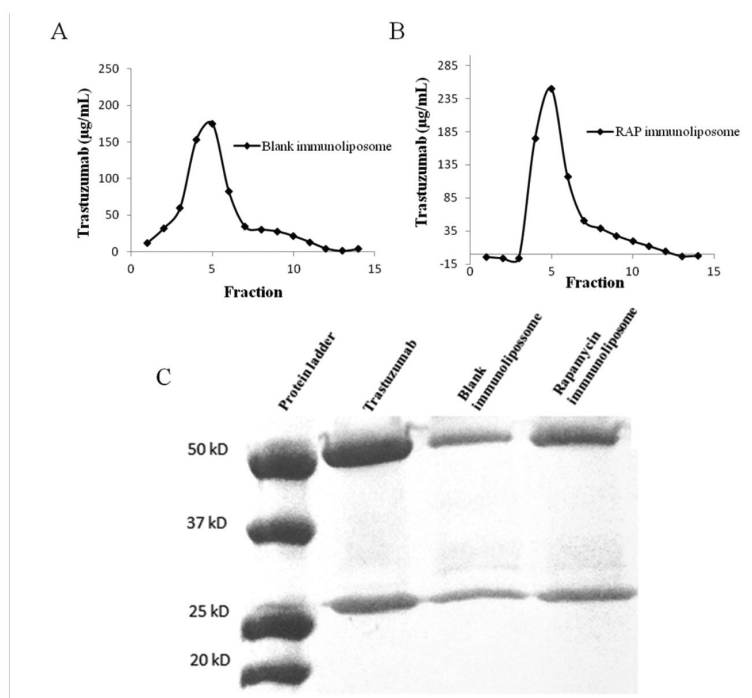 A
B
250
200
150
100
50
0
0
5
10
15
Trastuzumab (µg/mL)
Fraction
Blank immunoliposome
285
235
185
135
85
35
-15
0
5
10
15
Trastuzumab (µg/mL)
Fraction
RAP immunoliposome
C
Protein ladder
Trastuzumab
Blank
immunolipossome
Rapamycin
immnunoliposome
50 kD
37 kD
25 kD
20 kD